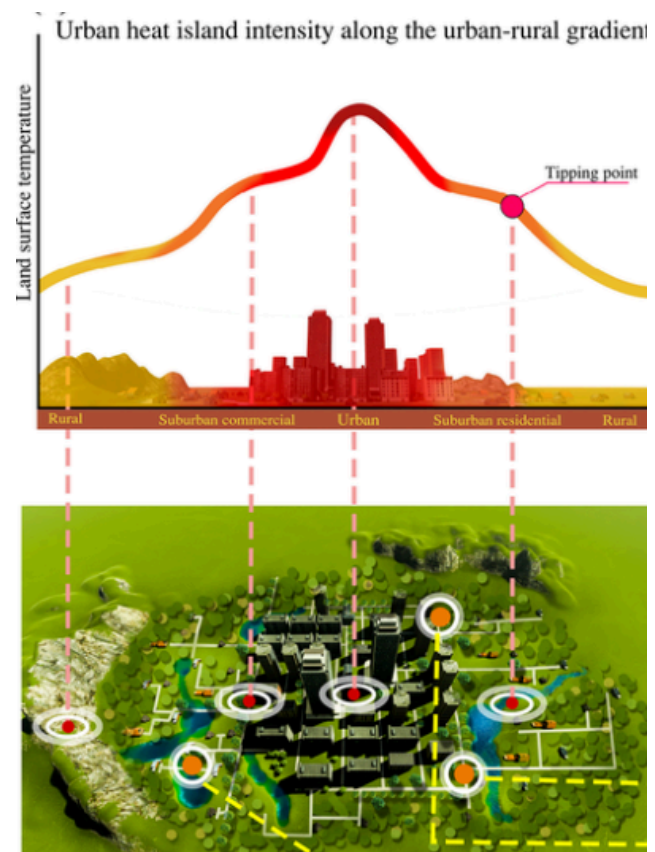 Urban heat island intensity along the urban-rural gradient
Land surface temperature
Tipping point
Rural
Suburban commercial
Urban
Suburban residential
Rural